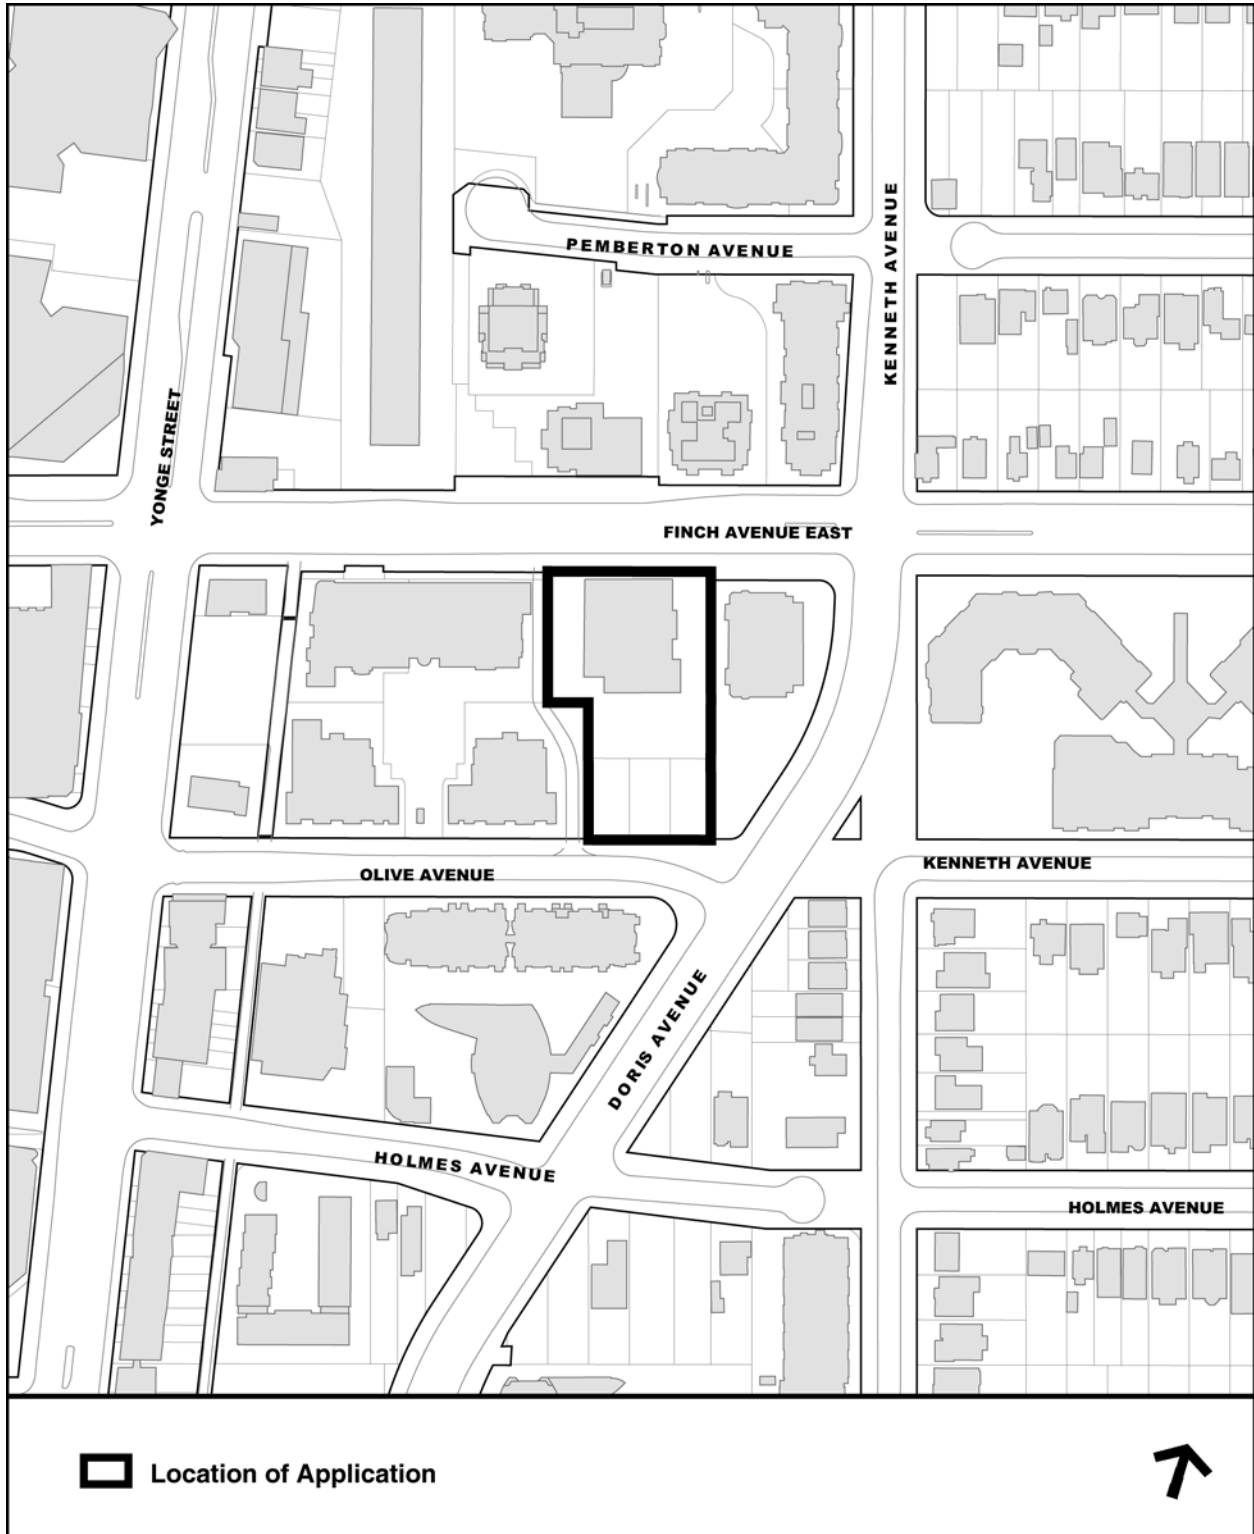 PEMBERTON AVENUE
KENNETH AVENUE
YONGE STREET
FINCH AVENUE EAST
KENNETH AVENUE
OLIVE AVENUE
DORIS AVENUE
HOLMES AVENUE
HOLMES AVENUE
Location of Application